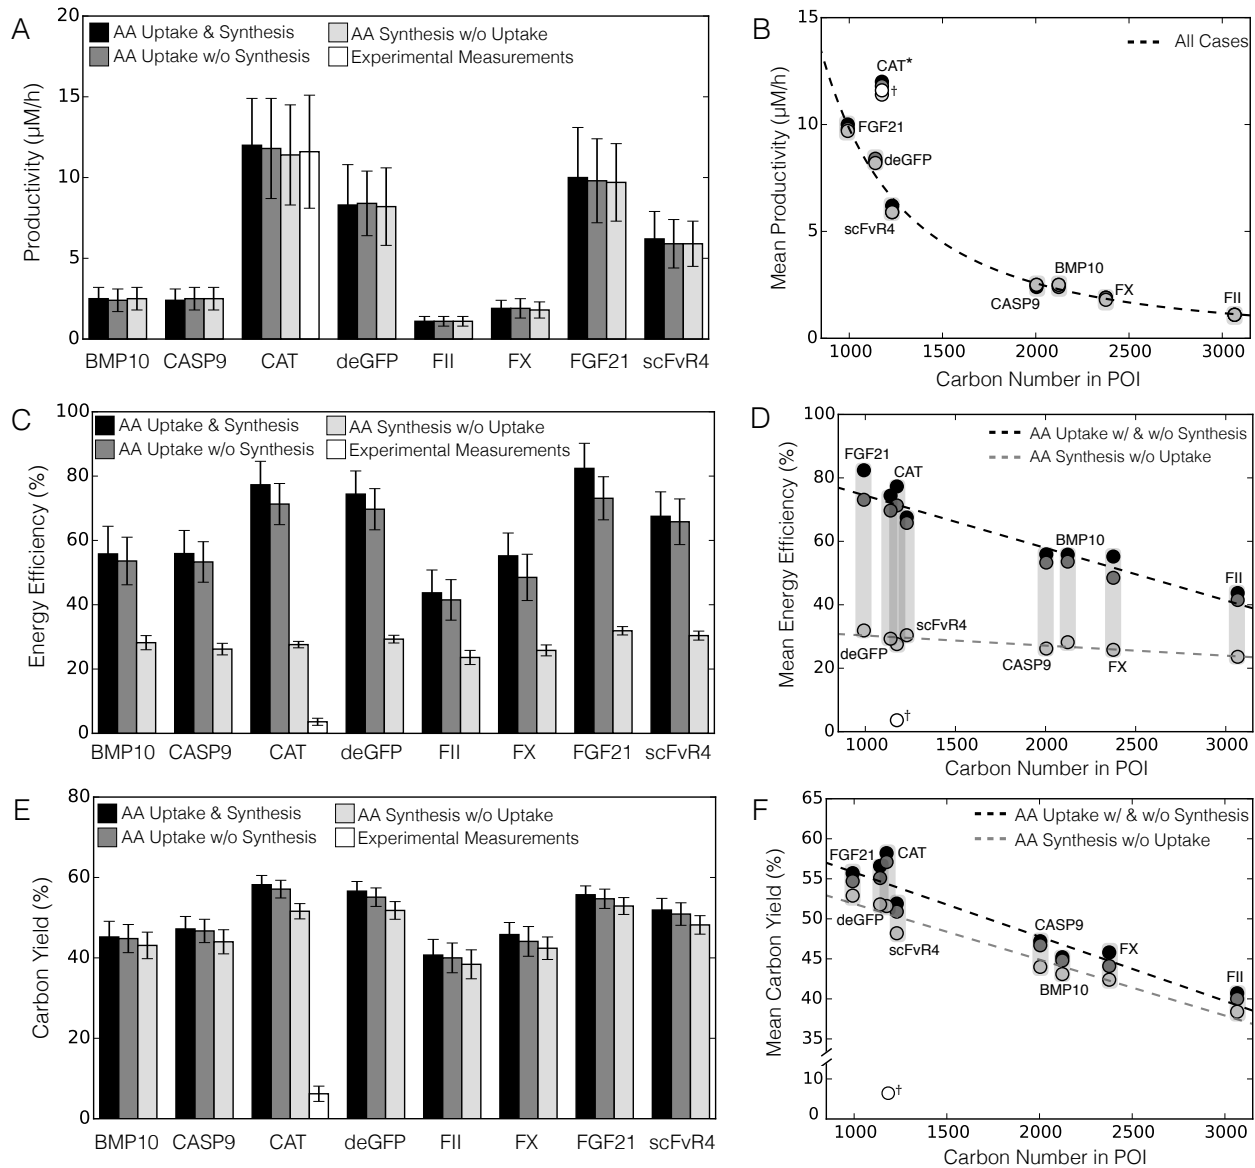 A
20
15
10
5
0
Productivity (µM/h)
AA Uptake & Synthesis
AA Uptake w/o Synthesis
AA Synthesis w/o Uptake
Experimental Measurements
BMP10 CASP9 CAT deGFP FII FX FGF21 scFvR4
B
15
10
5
0
Mean Productivity (µM/h)
All Cases
CAT*
†
FGF21
deGFP
scFvR4
BMP10
CASP9
FX
FII
1000 1500 2000 2500 3000
Carbon Number in POI
C
100
80
60
40
20
0
Energy Efficiency (%)
AA Uptake & Synthesis
AA Uptake w/o Synthesis
AA Synthesis w/o Uptake
Experimental Measurements
BMP10 CASP9 CAT deGFP FII FX FGF21 scFvR4
D
100
80
60
40
20
0
Mean Energy Efficiency (%)
AA Uptake w/ & w/o Synthesis
AA Synthesis w/o Uptake
FGF21
CAT
BMP10
FII
scFvR4
deGFP
CASP9
FX
†
1000 1500 2000 2500 3000
Carbon Number in POI
E
80
60
40
20
0
Carbon Yield (%)
AA Uptake & Synthesis
AA Uptake w/o Synthesis
AA Synthesis w/o Uptake
Experimental Measurements
BMP10 CASP9 CAT deGFP FII FX FGF21 scFvR4
F
65
60
55
50
45
40
35
10
0
Mean Carbon Yield (%)
AA Uptake w/ & w/o Synthesis
AA Synthesis w/o Uptake
FGF21
CAT
deGFP
scFvR4
CASP9
BMP10
FX
FII
†
1000 1500 2000 2500 3000
Carbon Number in POI